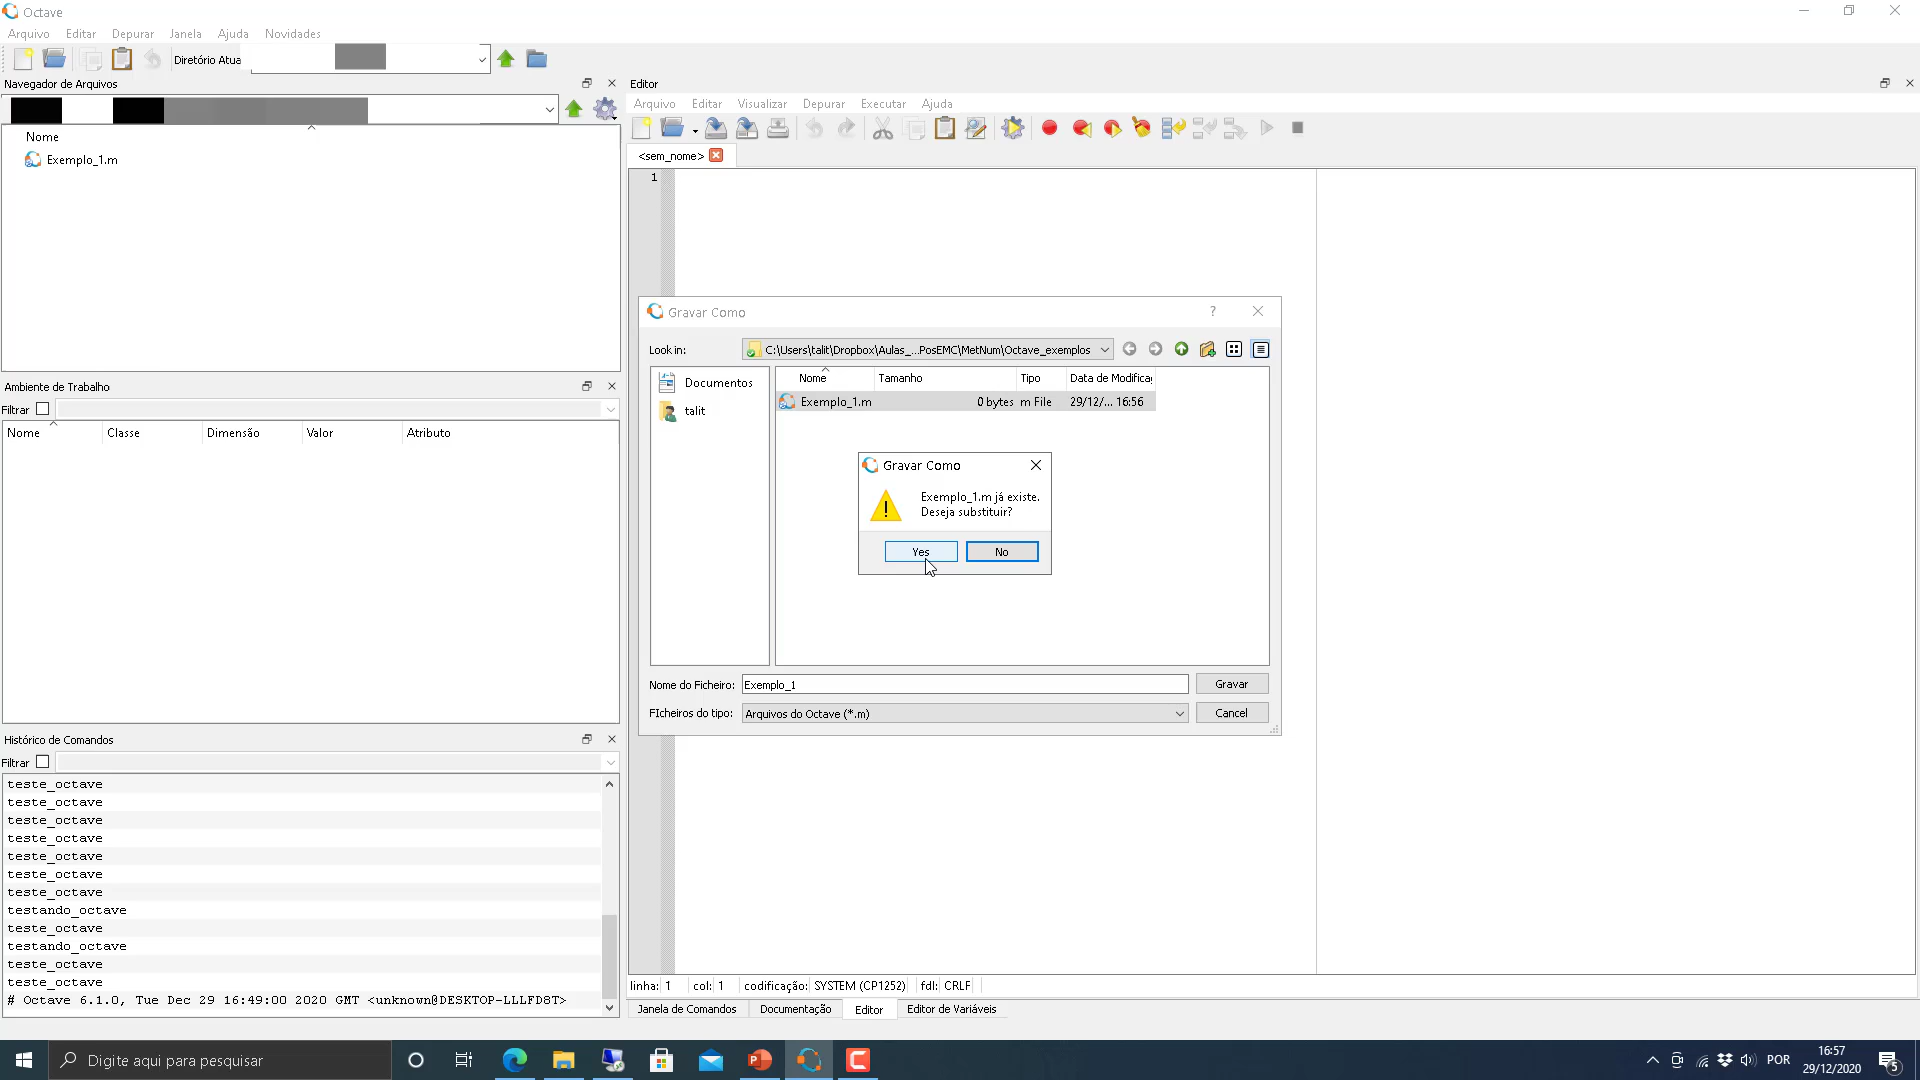 Octave
Arquivo Editar Depurar Janela Ajuda Novidades
Diretório Atua
Navegador de Arquivos
Nome
Exemplo_1.m
Ambiente de Trabalho
Filtrar
Nome Classe Dimensão Valor Atributo
Histórico de Comandos
Filtrar
teste_octave
teste_octave
teste_octave
teste_octave
teste_octave
teste_octave
teste_octave
testando_octave
teste_octave
testando_octave
teste_octave
teste_octave
# Octave 6.1.0, Tue Dec 29 16:49:00 2020 GMT <unknown@DESKTOP-LLLFD8T>
Editor
Arquivo Editar Visualizar Depurar Executar Ajuda
<sem_nome>
1
Gravar Como ?
Look in: C:\Users\talit\Dropbox\Aulas_...PosEMC\MetNum\Octave_exemplos
Documentos
talit
Nome Tamanho Tipo Data de Modifica
Exemplo_1.m 0 bytes m File 29/12/... 16:56
Gravar Como
Exemplo_1.m já existe.
Deseja substituir?
Yes No
Nome do Ficheiro: Exemplo_1 Gravar
FIcheiros do tipo: Arquivos do Octave (*.m) Cancel
linha: 1 col: 1 codificação: SYSTEM (CP1252) fdl: CRLF
Janela de Comandos Documentação Editor Editor de Variáveis
Digite aqui para pesquisar
POR
16:57
29/12/2020
5